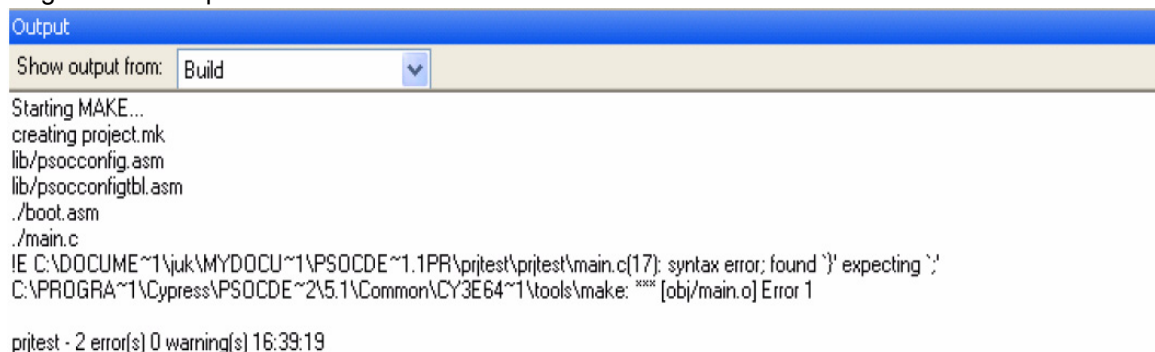 Output
Show output from: Build
Starting MAKE...
creating project.mk
lib/psocconfig.asm
lib/psocconfigtbl.asm
./boot.asm
./main.c
!E C:\DOCUME~1\juk\MYDOCU~1\PSOCDE~1.1PR\prjtest\prjtest\main.c(17): syntax error; found `}' expecting `;'
C:\PROGRA~1\Cypress\PSOCDE~2\5.1\Common\CY3E64~1\tools\make: *** [obj/main.o] Error 1
prjtest - 2 error(s) 0 warning(s) 16:39:19